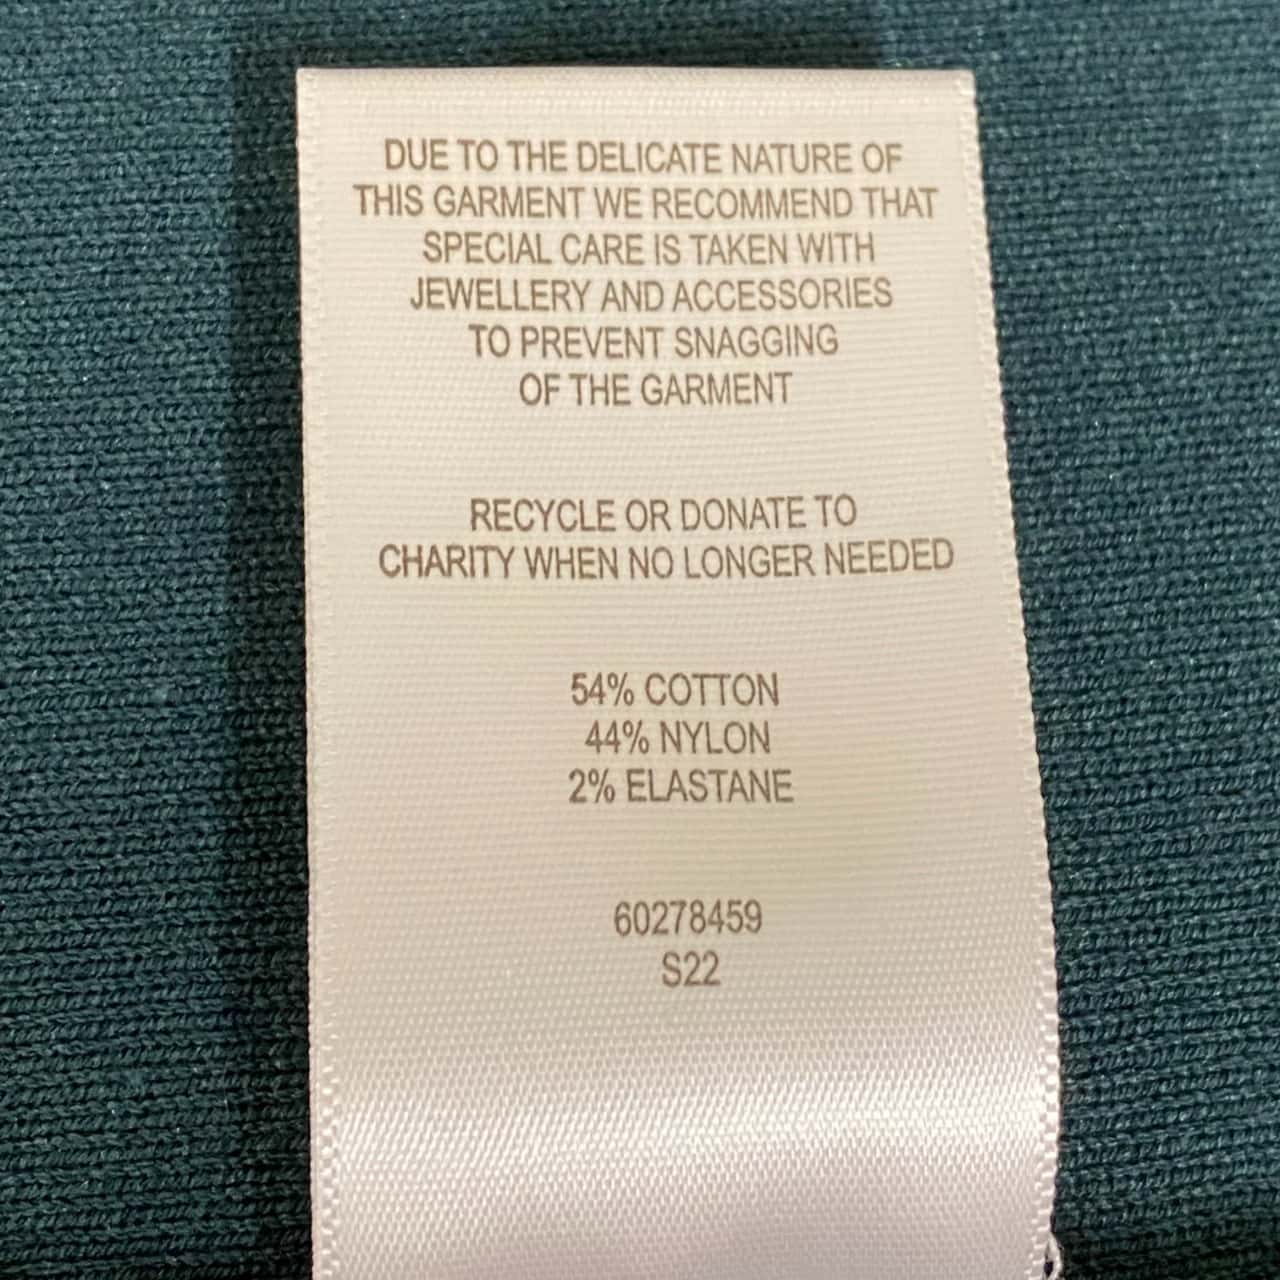 DUE TO THE DELICATE NATURE OF
THIS GARMENT WE RECOMMEND THAT
SPECIAL CARE IS TAKEN WITH
JEWELLERY AND ACCESSORIES
TO PREVENT SNAGGING
OF THE GARMENT
RECYCLE OR DONATE TO
CHARITY WHEN NO LONGER NEEDED
54% COTTON
44% NYLON
2% ELASTANE
60278459
S22